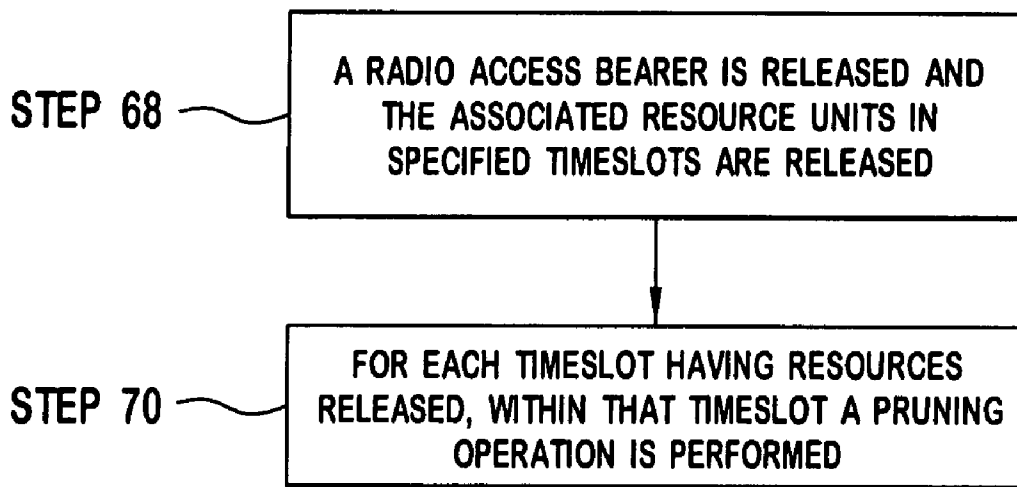 STEP 68
A RADIO ACCESS BEARER IS RELEASED AND
THE ASSOCIATED RESOURCE UNITS IN
SPECIFIED TIMESLOTS ARE RELEASED
STEP 70
FOR EACH TIMESLOT HAVING RESOURCES
RELEASED, WITHIN THAT TIMESLOT A PRUNING
OPERATION IS PERFORMED